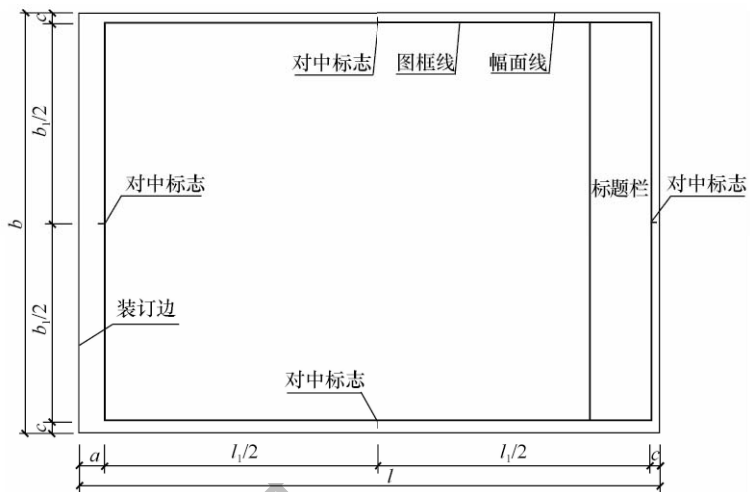 c
对中标志
图框线
幅面线
b₁/2
对中标志
标题栏
对中标志
b
装订边
b₁/2
对中标志
c
a
l₁/2
l₁/2
c
l